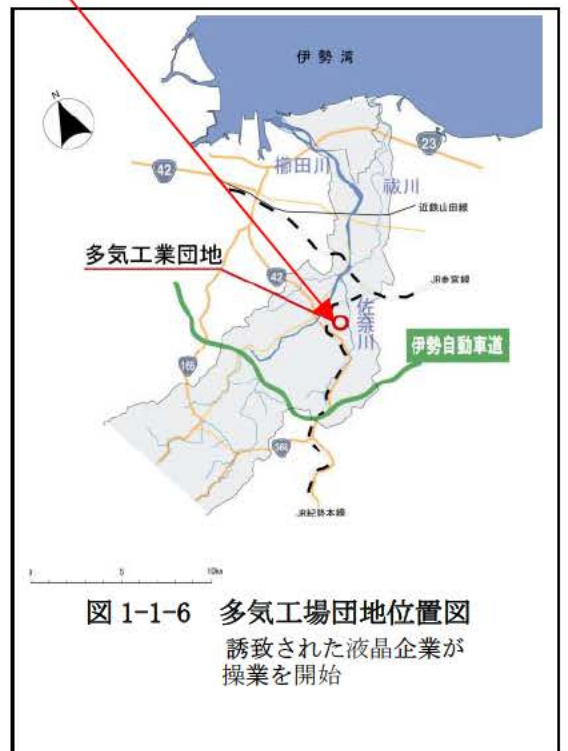 伊勢湾
N
23
42
櫛田川
祓川
近鉄山田線
多気工業団地
42
JR参宮線
佐奈川
伊勢自動車道
166
368
JR紀勢本線
0 5 10km
図 1-1-6 多気工場団地位置図
誘致された液晶企業が
操業を開始